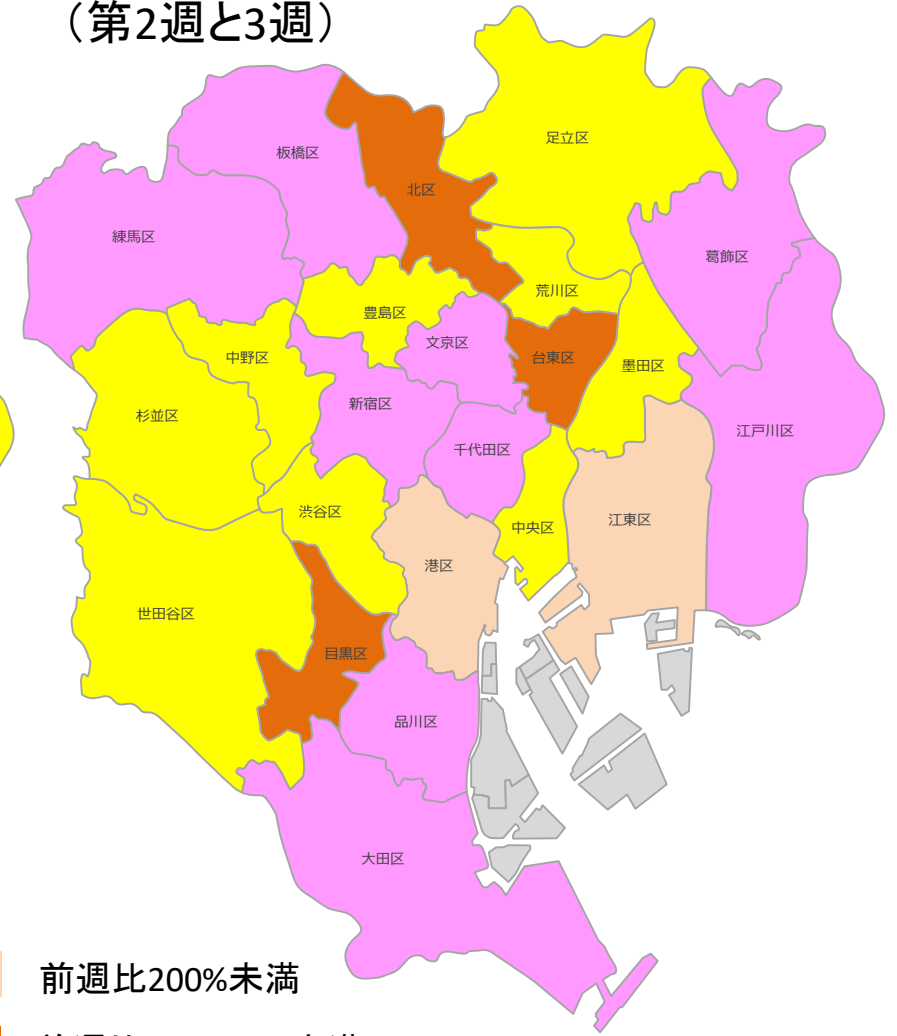 (第2週と3週)
足立区
板橋区
北区
練馬区
葛飾区
荒川区
豊島区
文京区
台東区
中野区
墨田区
新宿区
杉並区
江戸川区
千代田区
渋谷区
江東区
中央区
港区
世田谷区
目黒区
品川区
大田区
前週比200%未満